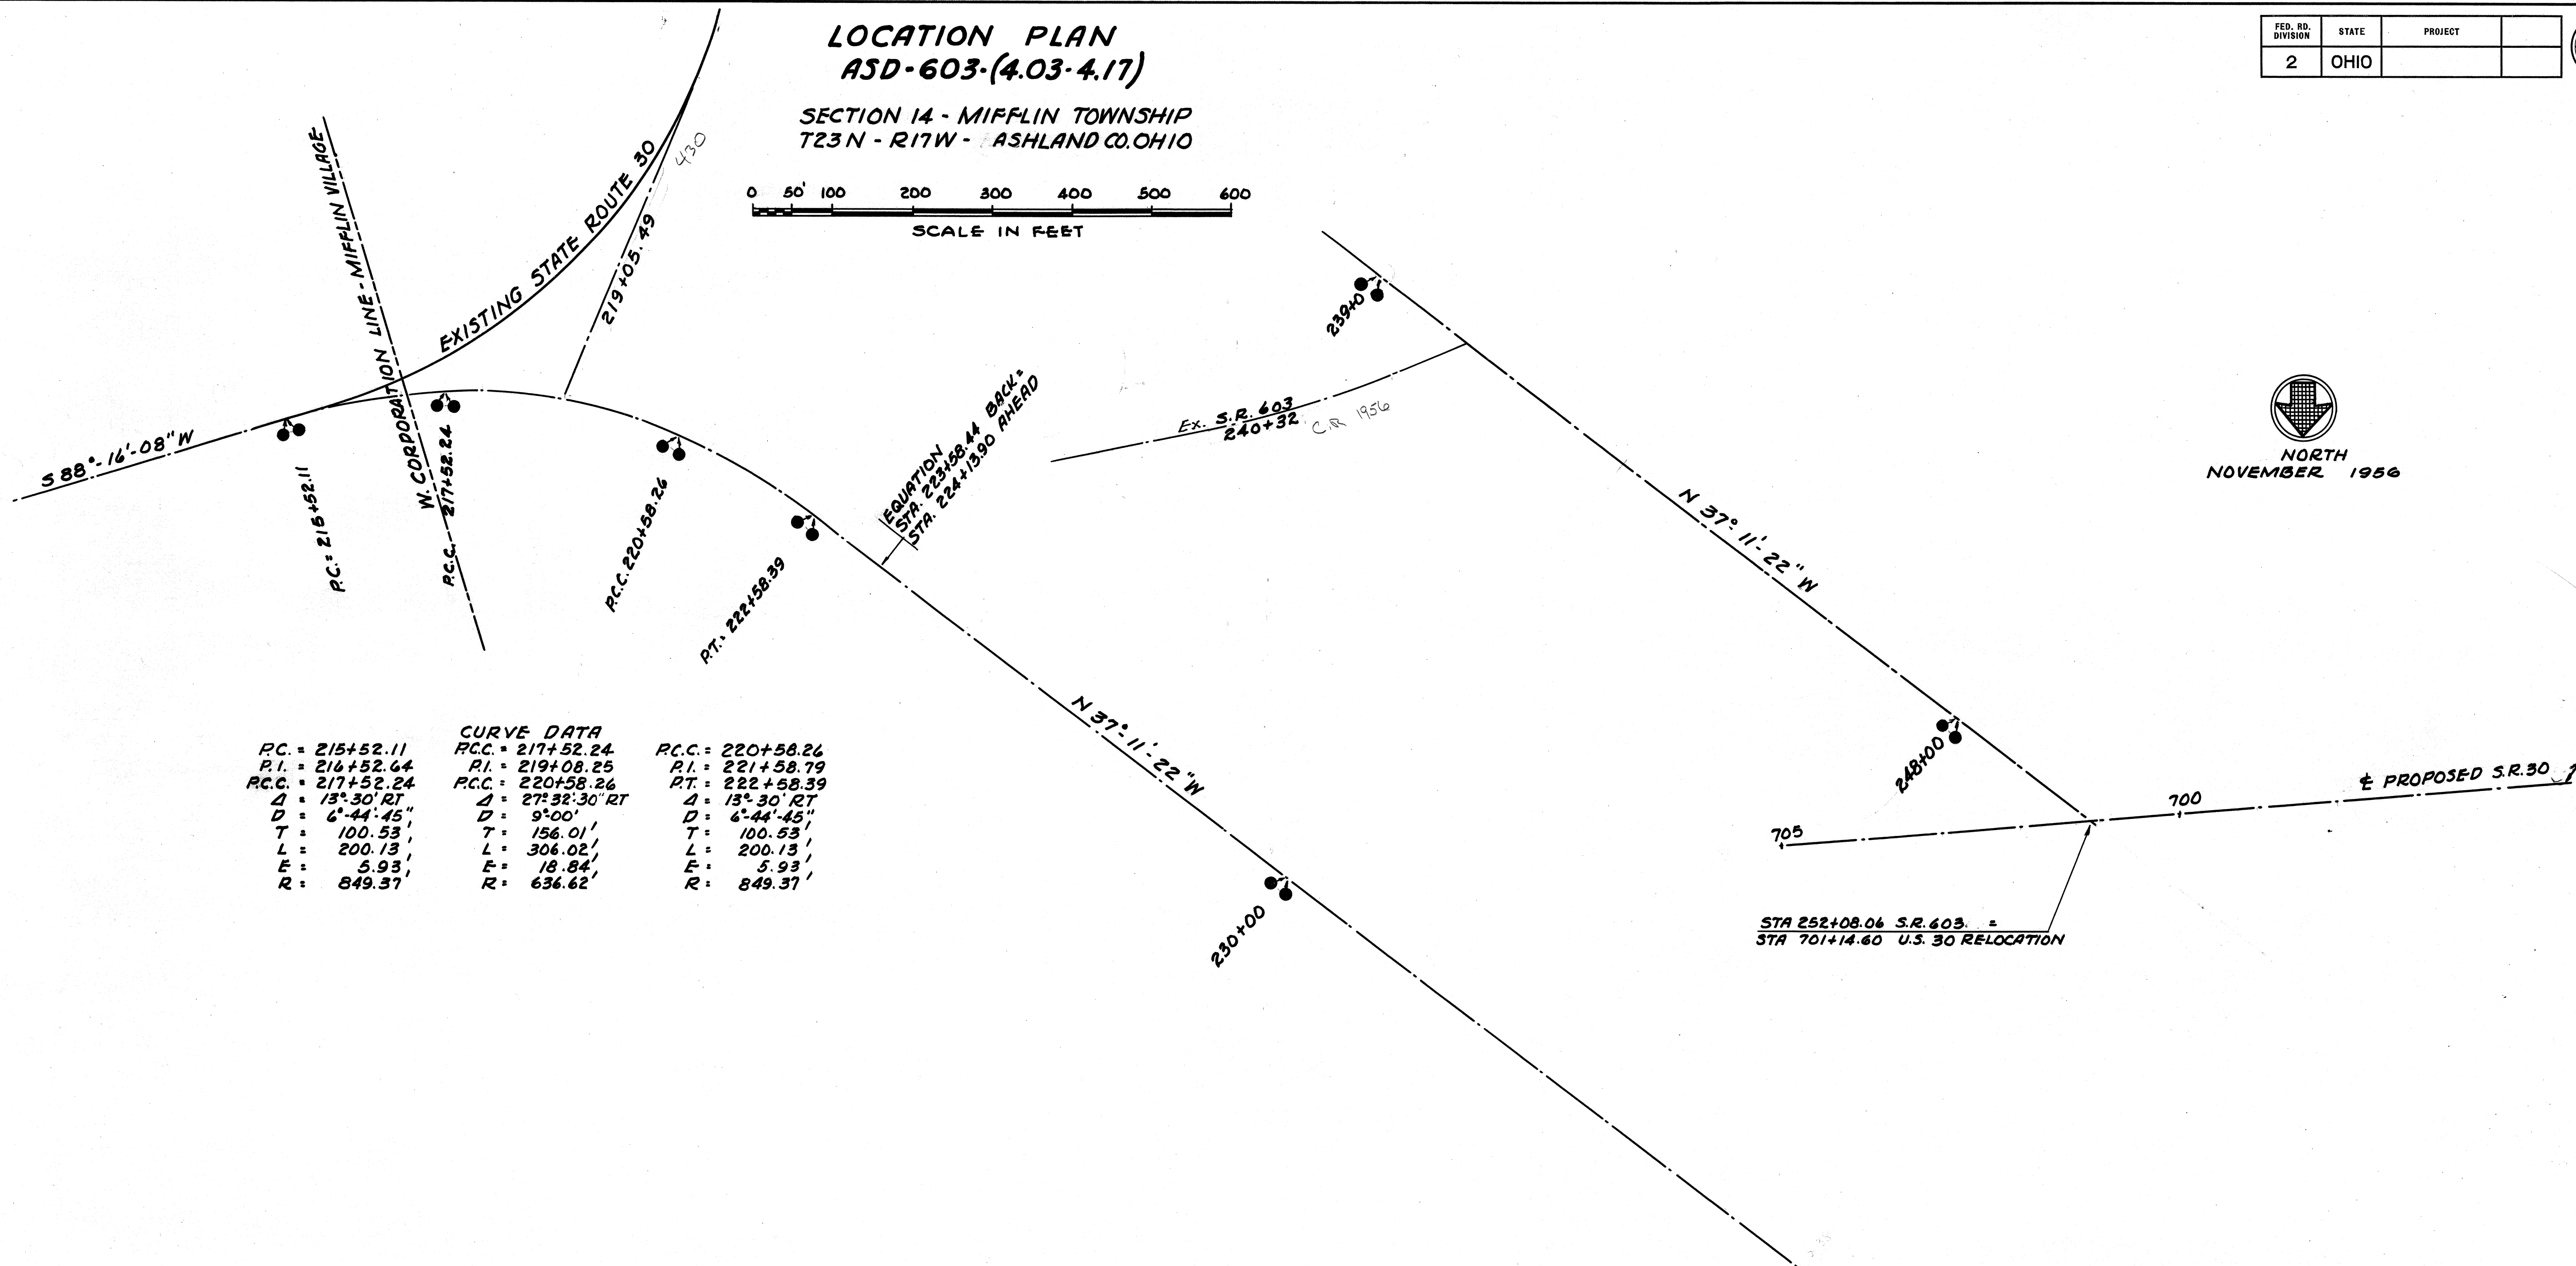 LOCATION PLAN
ASD-603-(4.03-4.17)
SECTION 14 - MIFFLIN TOWNSHIP
T23N - R17W - ASHLAND CO. OHIO
0 50' 100 200 300 400 500 600
SCALE IN FEET
FED. RD. DIVISION STATE PROJECT
2 OHIO
W. CORPORATION LINE - MIFFLIN VILLAGE
EXISTING STATE ROUTE 30
430
219+05.49
S 88°-16'-08" W
P.C. = 215+52.11
P.C.C. 217+52.24
P.C.C. 220+58.26
P.T. = 222+58.39
EQUATION
STA. 223+58.44 BACK =
STA. 224+13.90 AHEAD
239+0
Ex. S.R. 603
240+32
C.R. 1956
N 37°-11'-22" W
NORTH
NOVEMBER 1956
N 37°-11'-22" W
230+00
248+00
705
700
℄ PROPOSED S.R. 30
STA 252+08.06 S.R. 603 =
STA 701+14.60 U.S. 30 RELOCATION
CURVE DATA
P.C. = 215+52.11
P.I. = 216+52.64
P.C.C. = 217+52.24
Δ = 13°-30' RT
D = 6°-44'-45"
T = 100.53'
L = 200.13'
E = 5.93'
R = 849.37'
P.C.C. = 217+52.24
P.I. = 219+08.25
P.C.C. = 220+58.26
Δ = 27°32'30" RT
D = 9°-00'
T = 156.01'
L = 306.02'
E = 18.84'
R = 636.62'
P.C.C. = 220+58.26
P.I. = 221+58.79
P.T. = 222+58.39
Δ = 13°-30' RT
D = 6°-44'-45"
T = 100.53'
L = 200.13'
E = 5.93'
R = 849.37'